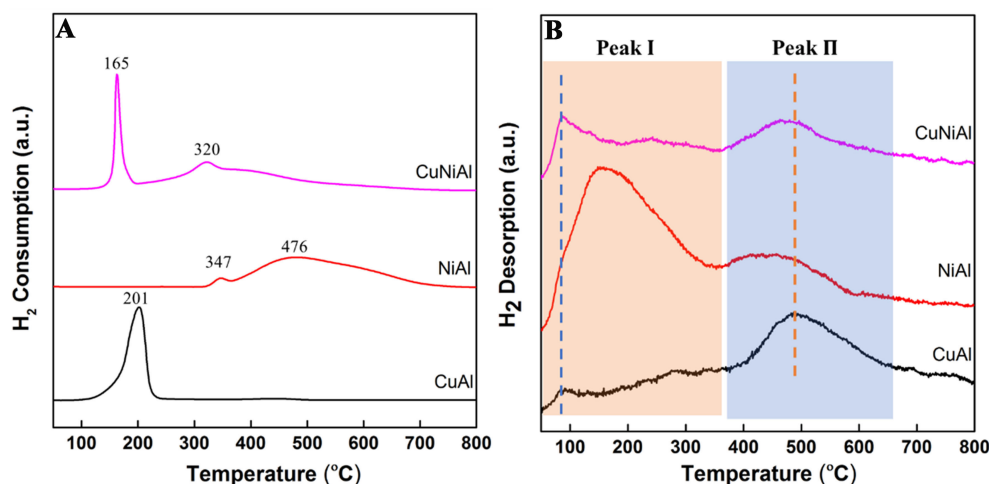 A
165
320
CuNiAl
347
476
NiAl
201
CuAl
H₂ Consumption (a.u.)
100 200 300 400 500 600 700 800
Temperature (°C)
B
Peak I Peak Π
CuNiAl
NiAl
CuAl
H2 Desorption (a.u.)
100 200 300 400 500 600 700 800
Temperature (°C)